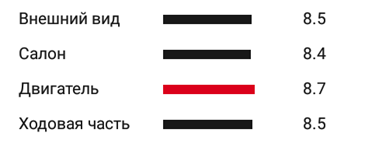 Внешний вид 8.5
Салон 8.4
Двигатель 8.7
Ходовая часть 8.5